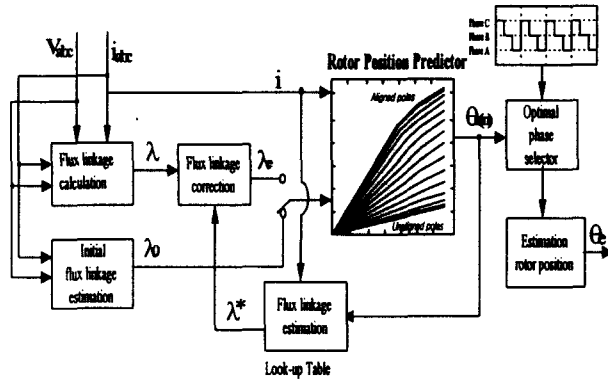 Phase C
Phase B
Phase A
Vabc
iabc
Rotor Position Predictor
i
Aligned poles
Unaligned poles
θ(n)
Optimal
phase
selector
Flux linkage
calculation
λ
Flux linkage
correction
λe
Initial
flux linkage
estimation
λ0
Estimation
rotor position
θe
λ*
Flux linkage
estimation
Look-up Table